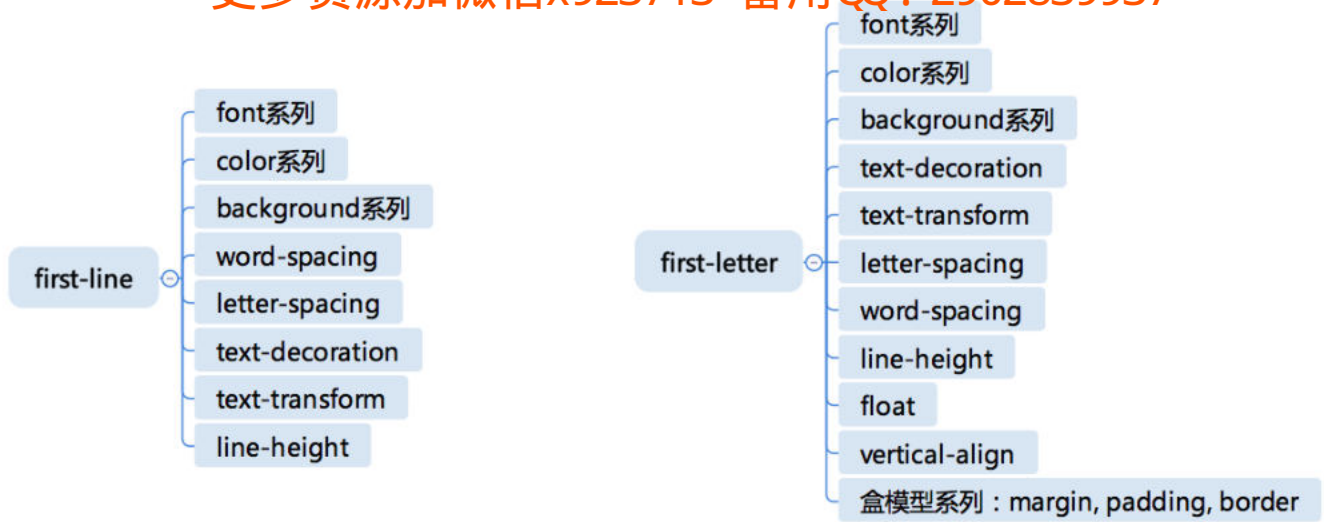 first-line
font系列
color系列
background系列
word-spacing
letter-spacing
text-decoration
text-transform
line-height
first-letter
font系列
color系列
background系列
text-decoration
text-transform
letter-spacing
word-spacing
line-height
float
vertical-align
盒模型系列：margin, padding, border